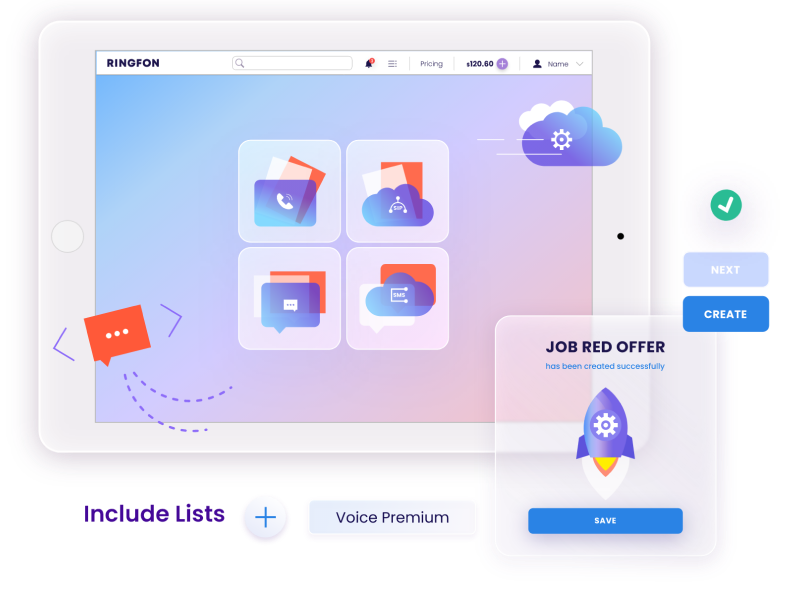 RINGFON
Pricing
$120.60
Name
SIP
SMS
NEXT
CREATE
JOB RED OFFER
has been created successfully
SAVE
Include Lists
Voice Premium